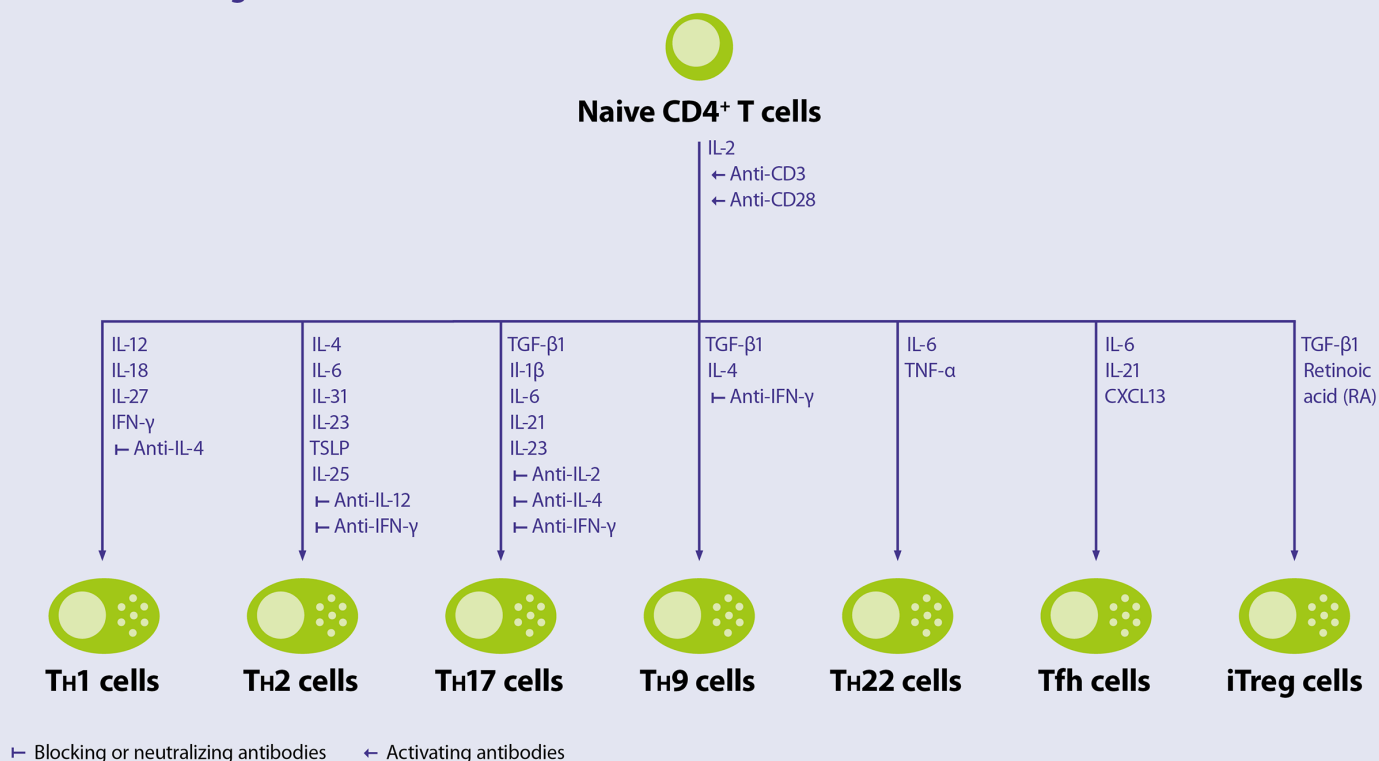 Naive CD4⁺ T cells
IL-2
← Anti-CD3
← Anti-CD28
IL-12
IL-18
IL-27
IFN-γ
⊢ Anti-IL-4
IL-4
IL-6
IL-31
IL-23
TSLP
IL-25
⊢ Anti-IL-12
⊢ Anti-IFN-γ
TGF-β1
Il-1β
IL-6
IL-21
IL-23
⊢ Anti-IL-2
⊢ Anti-IL-4
⊢ Anti-IFN-γ
TGF-β1
IL-4
⊢ Anti-IFN-γ
IL-6
TNF-α
IL-6
IL-21
CXCL13
TGF-β1
Retinoic
acid (RA)
TH1 cells
TH2 cells
TH17 cells
TH9 cells
TH22 cells
Tfh cells
iTreg cells
⊢ Blocking or neutralizing antibodies
← Activating antibodies